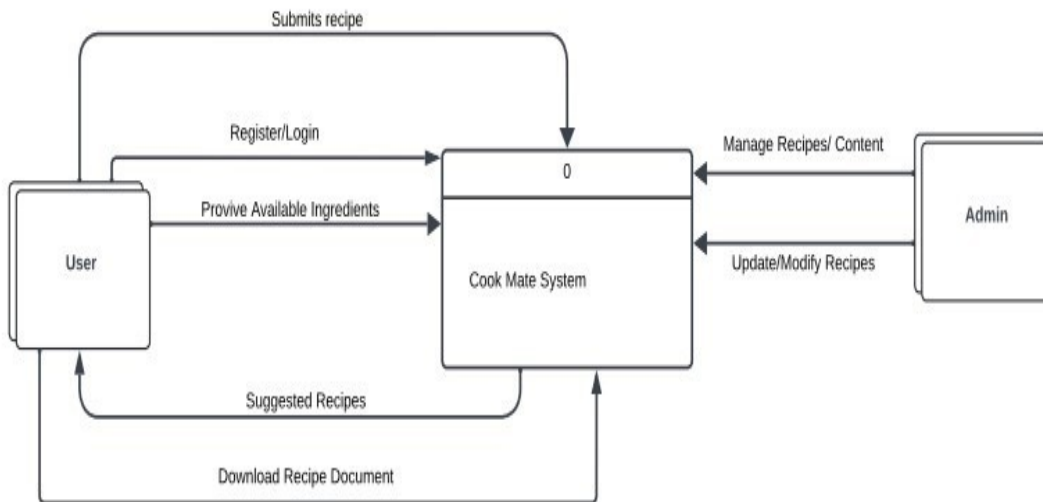 Submits recipe
Register/Login
Manage Recipes/ Content
0
Provive Available Ingredients
Admin
User
Update/Modify Recipes
Cook Mate System
Suggested Recipes
Download Recipe Document